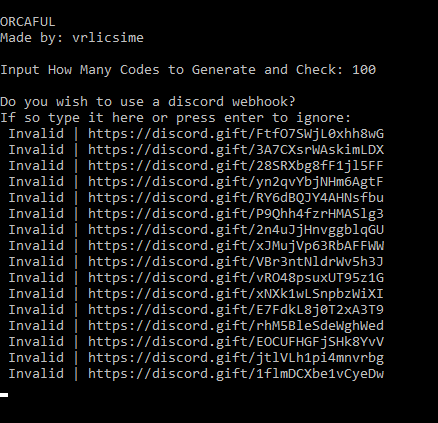 ORCAFUL
Made by: vrlicsime
Input How Many Codes to Generate and Check: 100
Do you wish to use a discord webhook?
If so type it here or press enter to ignore:
Invalid | https://discord.gift/FtfO7SWjL0xhh8wG
Invalid | https://discord.gift/3A7CXsrWAskimLDX
Invalid | https://discord.gift/28SRXbg8fF1jl5FF
Invalid | https://discord.gift/yn2qvYbjNHm6AgtF
Invalid | https://discord.gift/RY6dBQJY4AHNsfbu
Invalid | https://discord.gift/P9Qhh4fzrHMASlg3
Invalid | https://discord.gift/2n4uJjHnvggblqGU
Invalid | https://discord.gift/xJMujVp63RbAFFWW
Invalid | https://discord.gift/VBr3ntNldrWv5h3J
Invalid | https://discord.gift/vRO48psuxUT95z1G
Invalid | https://discord.gift/xNXk1wLSnpbzWiXI
Invalid | https://discord.gift/E7FdkL8j0T2xA3T9
Invalid | https://discord.gift/rhM5BleSdeWghWed
Invalid | https://discord.gift/EOCUFHGFjSHk8YvV
Invalid | https://discord.gift/jtlVLh1pi4mnvrbg
Invalid | https://discord.gift/1flmDCXbe1vCyeDw